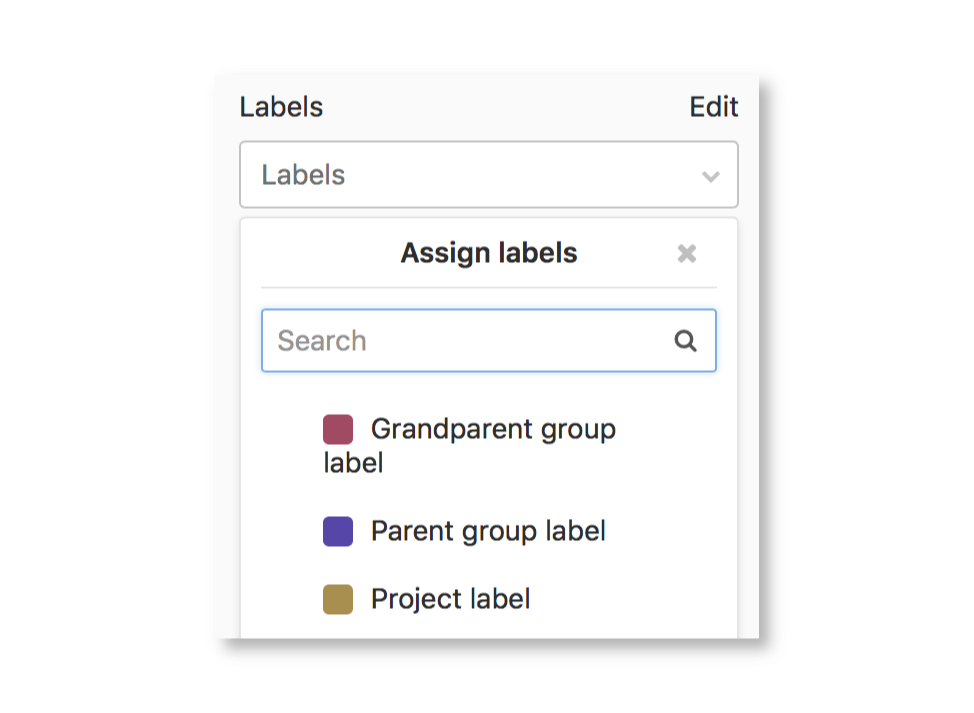 Labels Edit
Labels
Assign labels
Search
Grandparent group
label
Parent group label
Project label